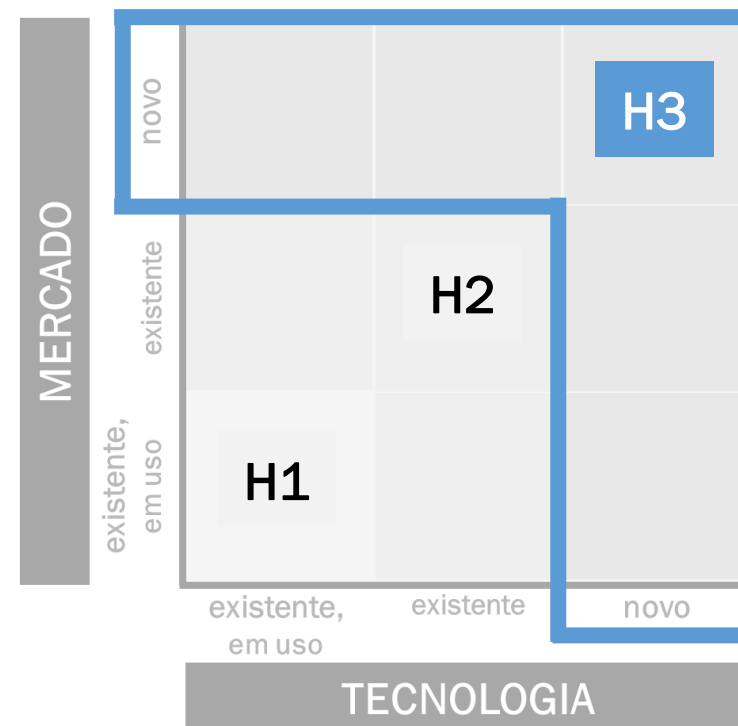 MERCADO
novo
existente
existente,
em uso
H3
H2
H1
existente,
em uso
existente
novo
TECNOLOGIA